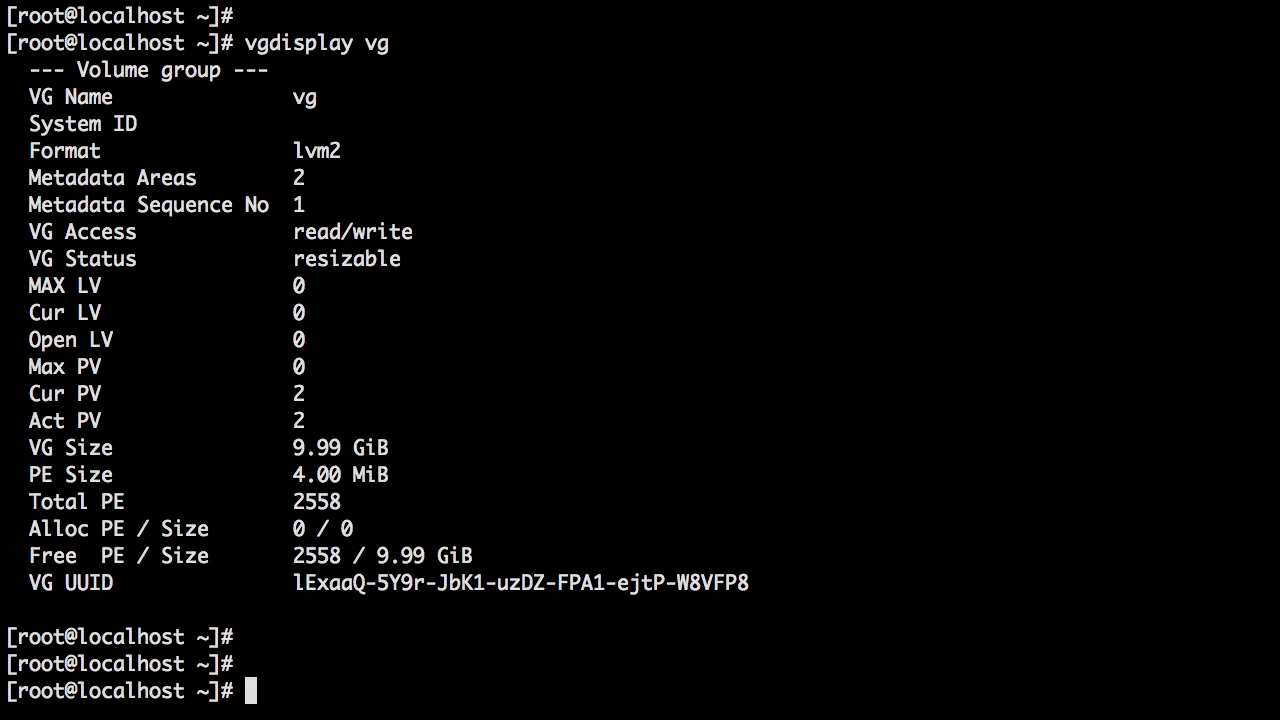 [root@localhost ~]#
[root@localhost ~]# vgdisplay vg
  --- Volume group ---
  VG Name               vg
  System ID
  Format                lvm2
  Metadata Areas        2
  Metadata Sequence No  1
  VG Access             read/write
  VG Status             resizable
  MAX LV                0
  Cur LV                0
  Open LV               0
  Max PV                0
  Cur PV                2
  Act PV                2
  VG Size               9.99 GiB
  PE Size               4.00 MiB
  Total PE              2558
  Alloc PE / Size       0 / 0
  Free  PE / Size       2558 / 9.99 GiB
  VG UUID               lExaaQ-5Y9r-JbK1-uzDZ-FPA1-ejtP-W8VFP8
[root@localhost ~]#
[root@localhost ~]#
[root@localhost ~]#